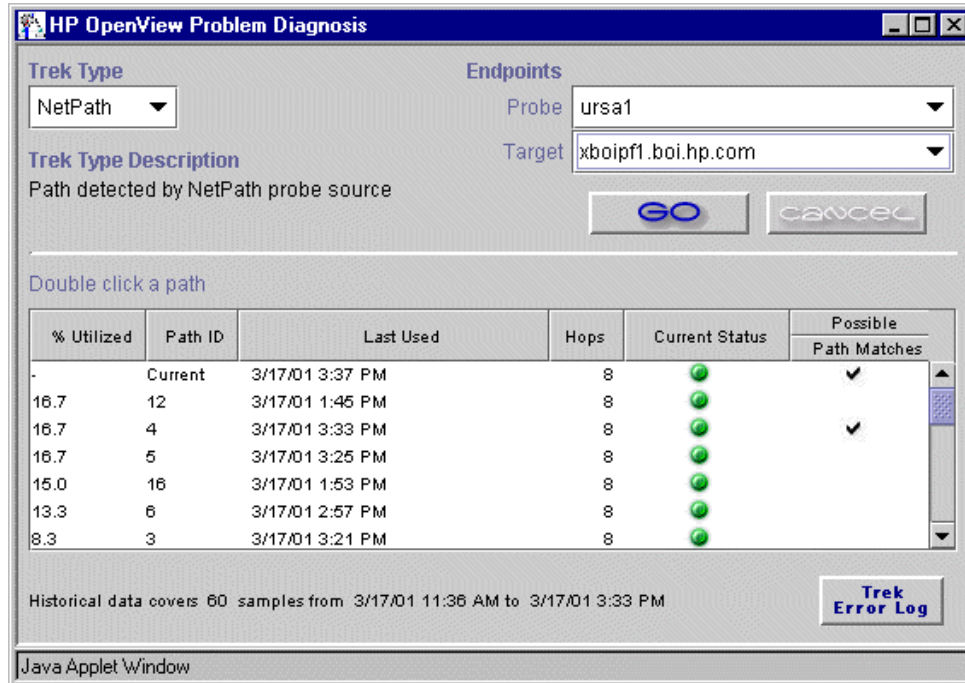 HP OpenView Problem Diagnosis
Trek Type
Endpoints
NetPath
Probe ursa1
Target xboipf1.boi.hp.com
Trek Type Description
Path detected by NetPath probe source
GO cancel
Double click a path
% Utilized Path ID Last Used Hops Current Status Possible Path Matches
- Current 3/17/01 3:37 PM 8 ✔
16.7 12 3/17/01 1:45 PM 8
16.7 4 3/17/01 3:33 PM 8 ✔
16.7 5 3/17/01 3:25 PM 8
15.0 16 3/17/01 1:53 PM 8
13.3 6 3/17/01 2:57 PM 8
8.3 3 3/17/01 3:21 PM 8
Historical data covers 60 samples from 3/17/01 11:36 AM to 3/17/01 3:33 PM
Trek
Error Log
Java Applet Window